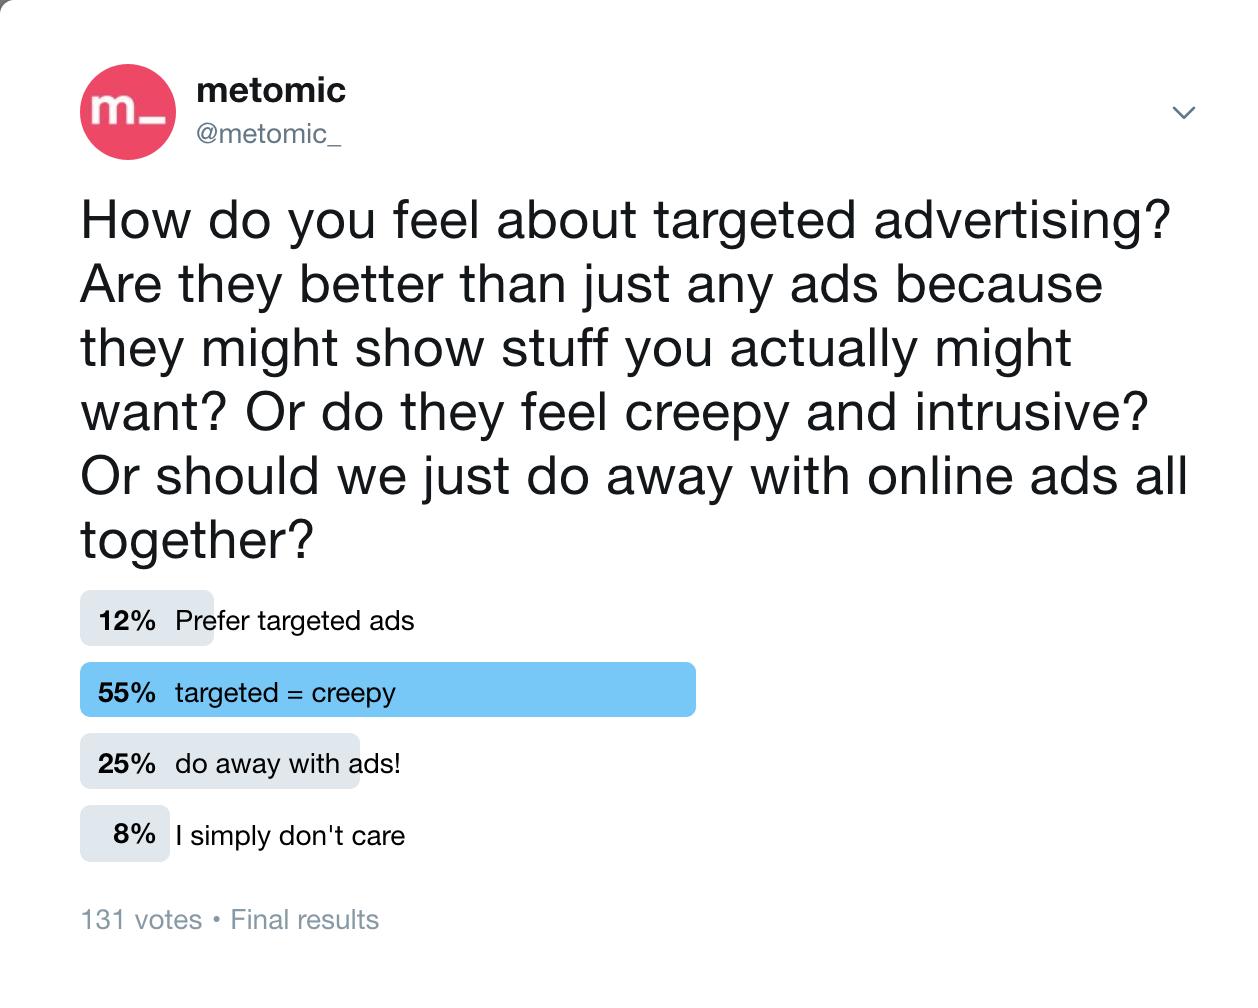 m_
metomic
@metomic_
How do you feel about targeted advertising?
Are they better than just any ads because
they might show stuff you actually might
want? Or do they feel creepy and intrusive?
Or should we just do away with online ads all
together?
12% Prefer targeted ads
55% targeted = creepy
25% do away with ads!
8% I simply don't care
131 votes • Final results